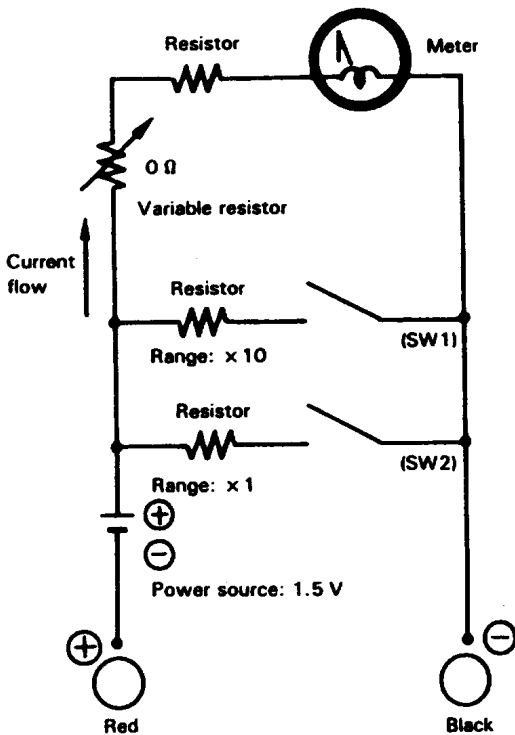 Resistor
Meter
0 Ω
Variable resistor
Current
flow
Resistor
(SW1)
Range: × 10
Resistor
(SW2)
Range: × 1
+
−
Power source: 1.5 V
+
−
Red
Black